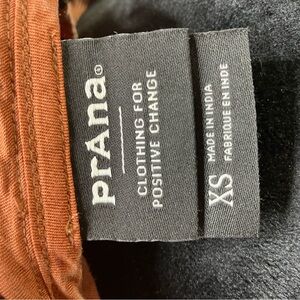 prAna®
CLOTHING FOR
POSITIVE CHANGE
XS
MADE IN INDIA
FABRIQUE EN INDE